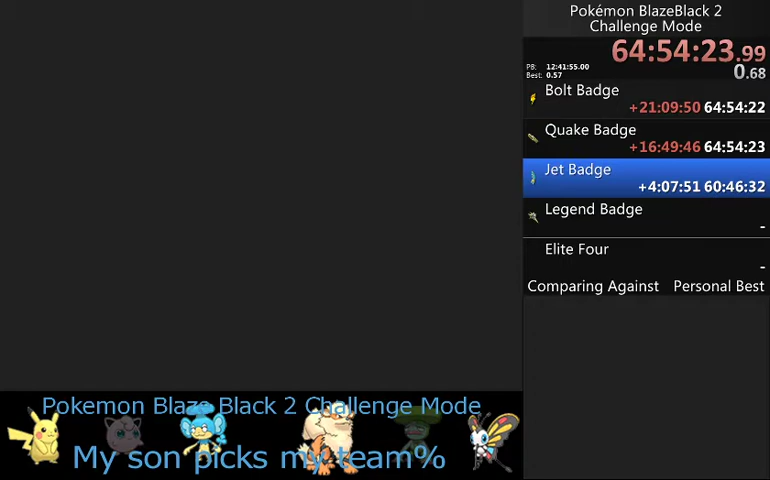 Pokémon BlazeBlack 2
Challenge Mode
64:54:23.99
PB: 12:41:55.00
Best: 0.57
0.68
Bolt Badge
+21:09:50 64:54:22
Quake Badge
+16:49:46 64:54:23
Jet Badge
+4:07:51 60:46:32
Legend Badge
-
Elite Four
-
Comparing Against Personal Best
Pokemon Blaze Black 2 Challenge Mode
My son picks my team%